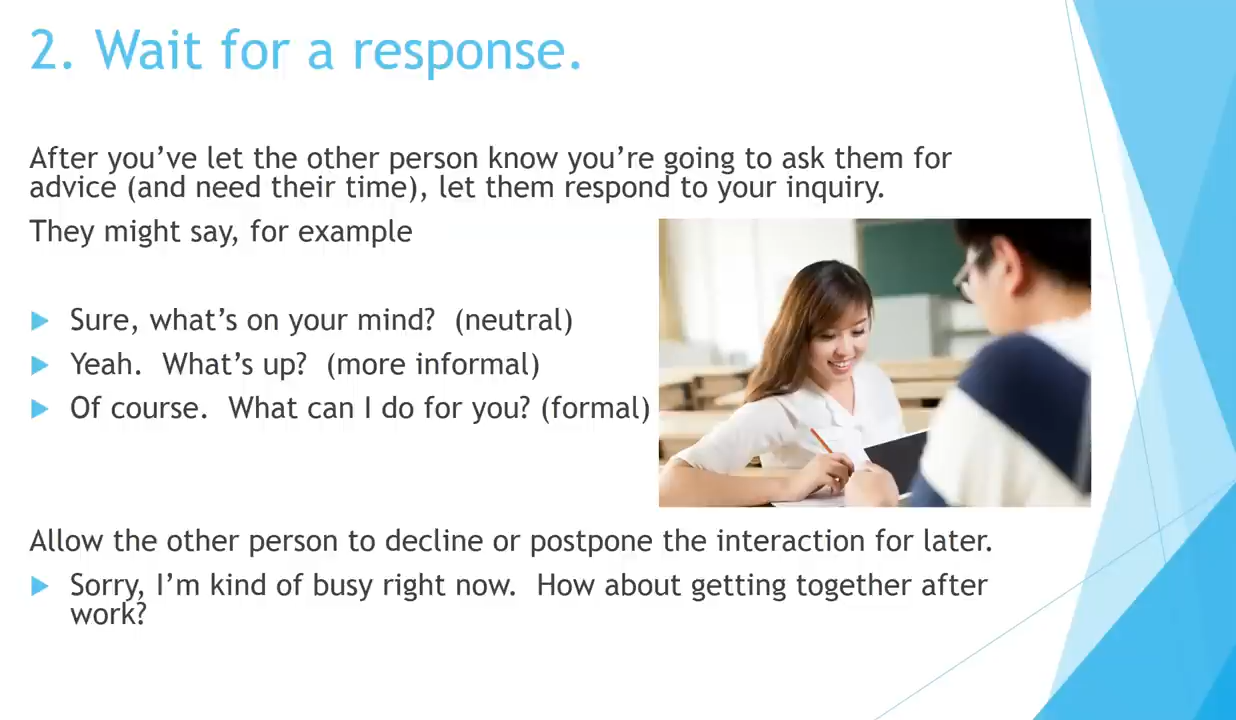 2. Wait for a response.
After you’ve let the other person know you’re going to ask them for
advice (and need their time), let them respond to your inquiry.
They might say, for example
Sure, what’s on your mind?  (neutral)
Yeah.  What’s up?  (more informal)
Of course.  What can I do for you? (formal)
Allow the other person to decline or postpone the interaction for later.
Sorry, I’m kind of busy right now.  How about getting together after
work?